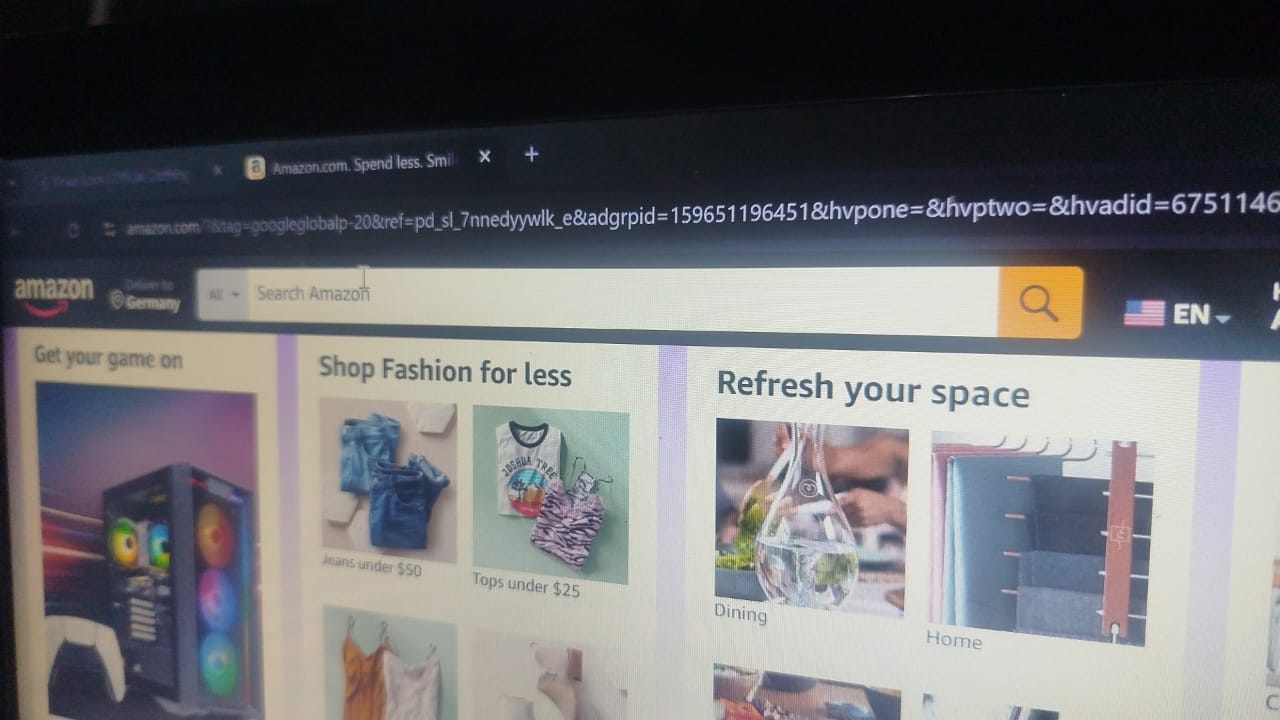 Amazon.com. Spend less. Smil
amazon.com/?&tag=googleglobalp-20&ref=pd_sl_7nnedyywlk_e&adgrpid=159651196451&hvpone=&hvptwo=&hvadid=6751146
amazon
Deliver to
Germany
All
Search Amazon
EN
Get your game on
Shop Fashion for less
Refresh your space
JOSHUA TREE
Jeans under $50
Tops under $25
Dining
Home